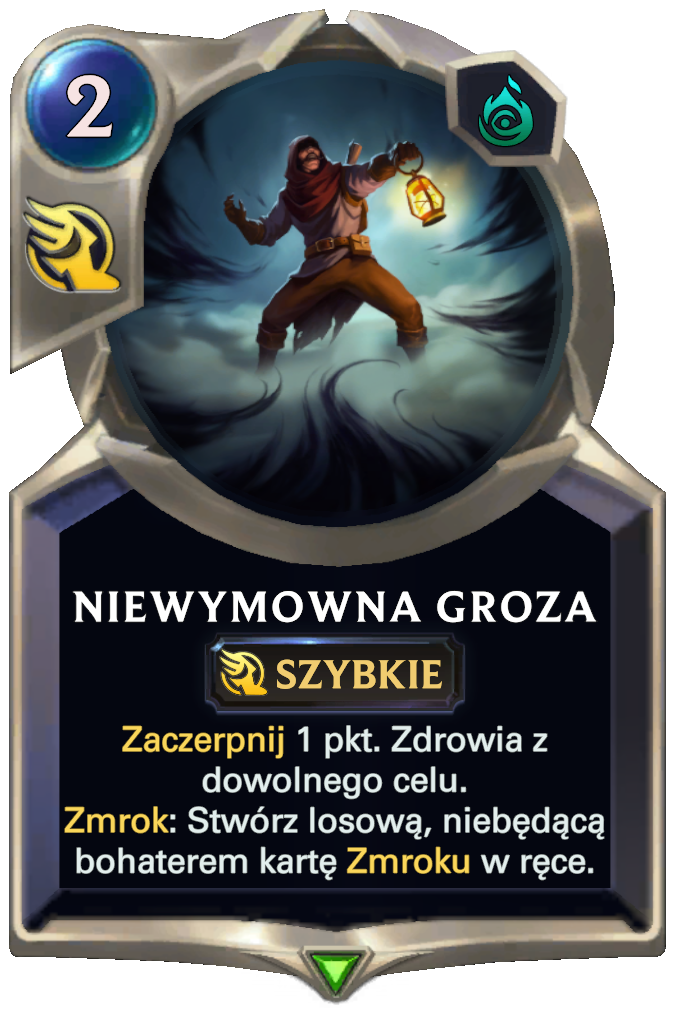 2
NIEWYMOWNA GROZA
SZYBKIE
Zaczerpnij 1 pkt. Zdrowia z
dowolnego celu.
Zmrok: Stwórz losową, niebędącą
bohaterem kartę Zmroku w ręce.